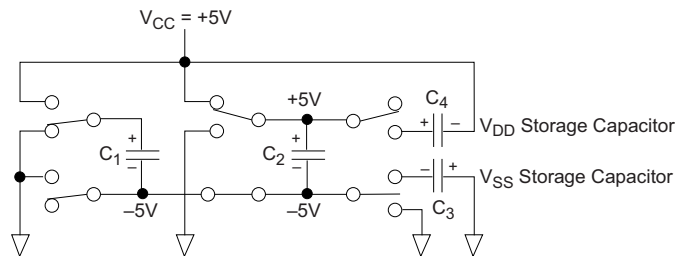 VCC = +5V
+5V
C4
+ –
VDD Storage Capacitor
+
C1
–
+
C2
–
– +
VSS Storage Capacitor
–5V
–5V
C3